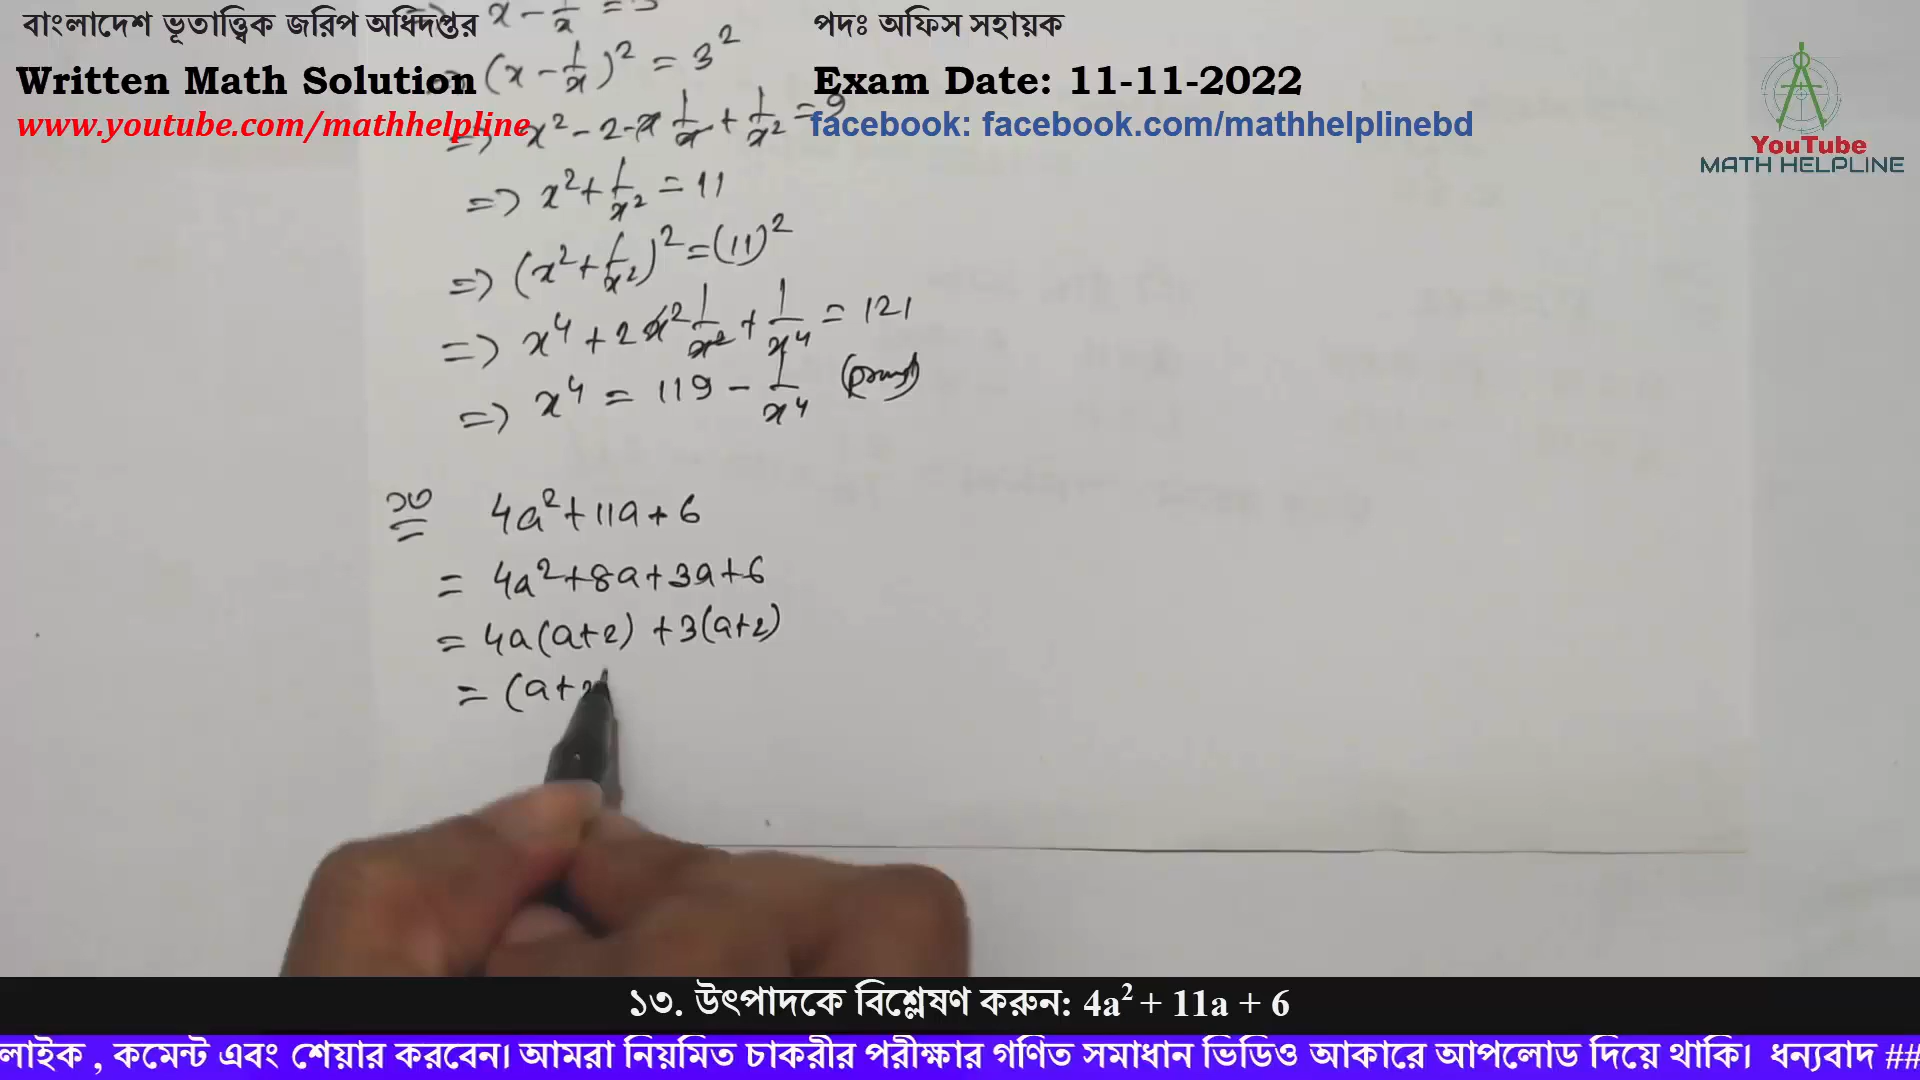 বাংলাদেশ ভূতাত্ত্বিক জরিপ অধিদপ্তর
পদঃ অফিস সহায়ক
Written Math Solution
Exam Date: 11-11-2022
www.youtube.com/mathhelpline
facebook: facebook.com/mathhelplinebd
YouTube
MATH HELPLINE
x - 1/x = 3
=> (x - 1/x)² = 3²
=> x² - 2·x 1/x + 1/x² = 9
=> x² + 1/x² = 11
=> (x² + 1/x²)² = (11)²
=> x⁴ + 2x² 1/x² + 1/x⁴ = 121
=> x⁴ = 119 - 1/x⁴
১৩ 4a² + 11a + 6
= 4a² + 8a + 3a + 6
= 4a(a+2) + 3(a+2)
= (a+2
১৩. উৎপাদকে বিশ্লেষণ করুন: 4a² + 11a + 6
লাইক , কমেন্ট এবং শেয়ার করবেন। আমরা নিয়মিত চাকরীর পরীক্ষার গণিত সমাধান ভিডিও আকারে আপলোড দিয়ে থাকি। ধন্যবাদ ##